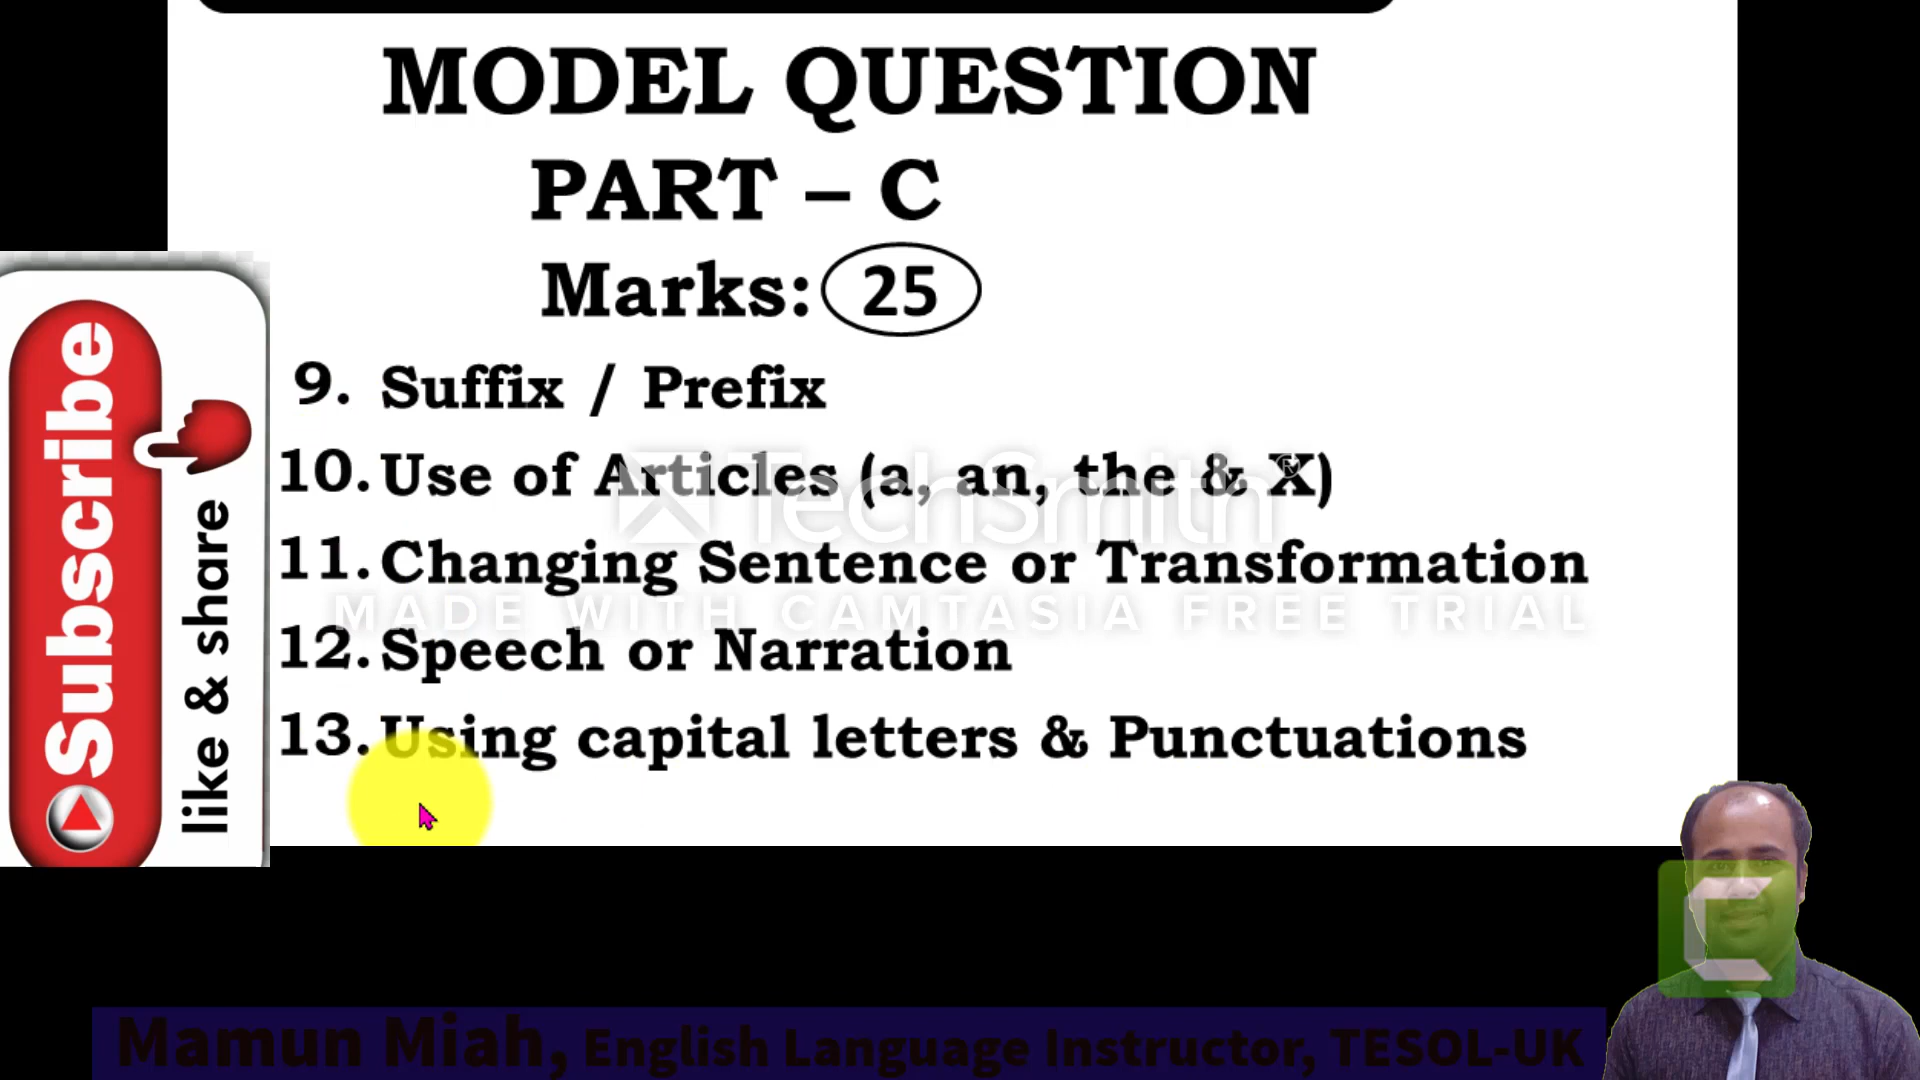 MODEL QUESTION
PART – C
Marks: 25
9. Suffix / Prefix
10. Use of Articles (a, an, the & X)
11. Changing Sentence or Transformation
12. Speech or Narration
13. Using capital letters & Punctuations
Subscribe
like & share
TechSmith®
MADE WITH CAMTASIA FREE TRIAL
Mamun Miah, English Language Instructor, TESOL-UK